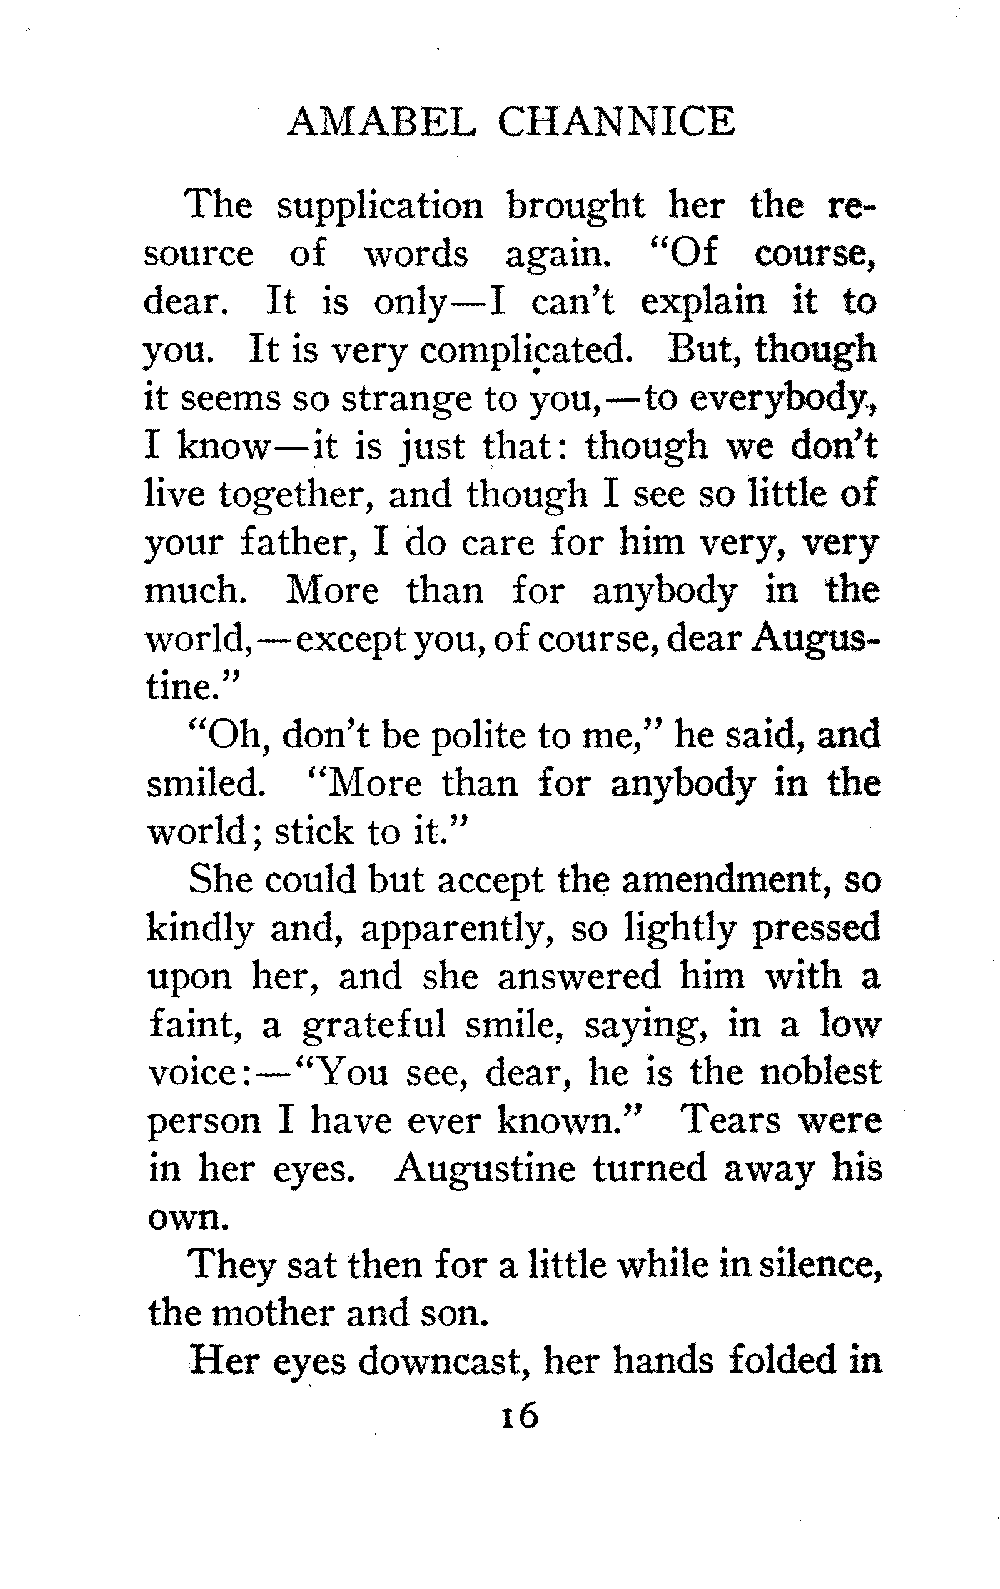 AMABEL CHANNICE
The supplication brought her the re-
source of words again. “Of course,
dear. It is only—I can't explain it to
you. It is very complicated. But, though
it seems so strange to you,—to everybody,
I know—it is just that: though we don't
live together, and though I see so little of
your father, I do care for him very, very
much. More than for anybody in the
world,—except you, of course, dear Augus-
tine.”
“Oh, don't be polite to me,” he said, and
smiled. “More than for anybody in the
world; stick to it.”
She could but accept the amendment, so
kindly and, apparently, so lightly pressed
upon her, and she answered him with a
faint, a grateful smile, saying, in a low
voice:—“You see, dear, he is the noblest
person I have ever known.” Tears were
in her eyes. Augustine turned away his
own.
They sat then for a little while in silence,
the mother and son.
Her eyes downcast, her hands folded in
16